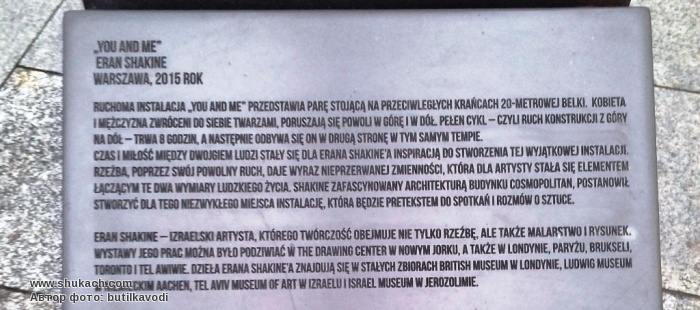 „YOU AND ME"
ERAN SHAKINE
WARSZAWA, 2015 ROK
RUCHOMA INSTALACJA „YOU AND ME" PRZEDSTAWIA PARĘ STOJĄCĄ NA PRZECIWLEGŁYCH KRAŃCACH 20-METROWEJ BELKI. KOBIETA
I MĘŻCZYZNA ZWRÓCENI DO SIEBIE TWARZAMI, PORUSZAJĄ SIĘ POWOLI W GÓRĘ I W DÓŁ. PEŁEN CYKL – CZYLI RUCH KONSTRUKCJI Z GÓRY
NA DÓŁ – TRWA 8 GODZIN, A NASTĘPNIE ODBYWA SIĘ ON W DRUGĄ STRONĘ W TYM SAMYM TEMPIE.
CZAS I MIŁOŚĆ MIĘDZY DWOJGIEM LUDZI STAŁY SIĘ DLA ERANA SHAKINE'A INSPIRACJĄ DO STWORZENIA TEJ WYJĄTKOWEJ INSTALACJI.
RZEŹBA, POPRZEZ SWÓJ POWOLNY RUCH, DAJE WYRAZ NIEPRZERWANEJ ZMIENNOŚCI, KTÓRA DLA ARTYSTY STAŁA SIĘ ELEMENTEM
ŁĄCZĄCYM TE DWA WYMIARY LUDZKIEGO ŻYCIA. SHAKINE ZAFASCYNOWANY ARCHITEKTURĄ BUDYNKU COSMOPOLITAN, POSTANOWIŁ
STWORZYĆ DLA TEGO NIEZWYKŁEGO MIEJSCA INSTALACJĘ, KTÓRA BĘDZIE PRETEKSTEM DO SPOTKAŃ I ROZMÓW O SZTUCE.
ERAN SHAKINE – IZRAELSKI ARTYSTA, KTÓREGO TWÓRCZOŚĆ OBEJMUJE NIE TYLKO RZEŹBĘ, ALE TAKŻE MALARSTWO I RYSUNEK.
WYSTAWY JEGO PRAC MOŻNA BYŁO PODZIWIAĆ W THE DRAWING CENTER W NOWYM JORKU, A TAKŻE W LONDYNIE, PARYŻU, BRUKSELI,
TORONTO I TEL AWIWIE. DZIEŁA ERANA SHAKINE'A ZNAJDUJĄ SIĘ W STAŁYCH ZBIORACH BRITISH MUSEUM W LONDYNIE, LUDWIG MUSEUM
AACHEN, TEL AVIV MUSEUM OF ART W IZRAELU I ISRAEL MUSEUM W JEROZOLIMIE.
www.shukach.com
Автор фото: butilkavodi